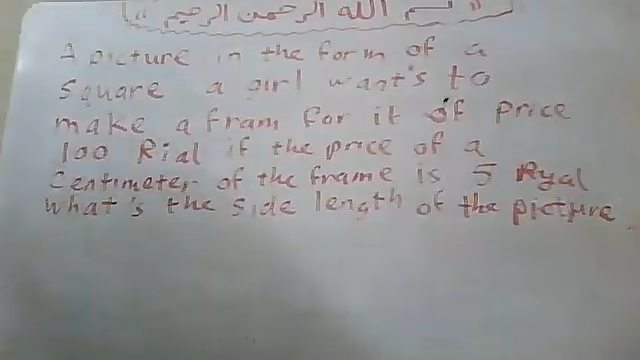 " بسم الله الرحمن الرحيم "
A picture in the form of a
square a girl want's to
make a fram for it of price
100 Rial if the price of a
Centimeter of the frame is 5 Ryal
What's the side length of the picture